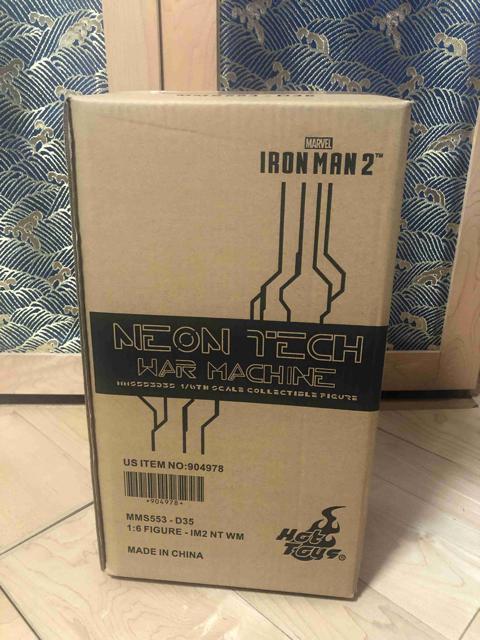 MARVEL
IRON MAN 2™
NEON TECH
WAR MACHINE
MMS553D35 1/6TH SCALE COLLECTIBLE FIGURE
US ITEM NO:904978
*904978*
MMS553 - D35
1:6 FIGURE - IM2 NT WM
MADE IN CHINA
Hot
Toys®